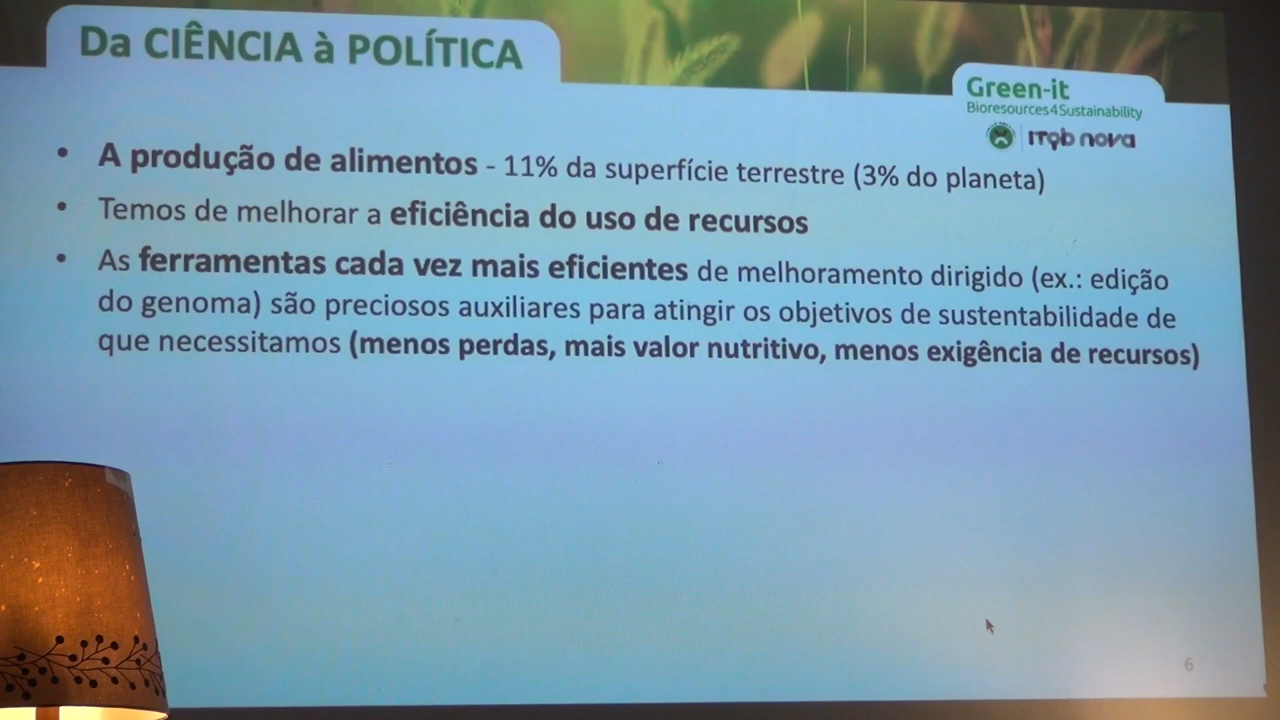 Da CIÊNCIA à POLÍTICA
Green-it
Bioresources4Sustainability
ITQB NOVA
• A produção de alimentos - 11% da superfície terrestre (3% do planeta)
• Temos de melhorar a eficiência do uso de recursos
• As ferramentas cada vez mais eficientes de melhoramento dirigido (ex.: edição
do genoma) são preciosos auxiliares para atingir os objetivos de sustentabilidade de
que necessitamos (menos perdas, mais valor nutritivo, menos exigência de recursos)
6